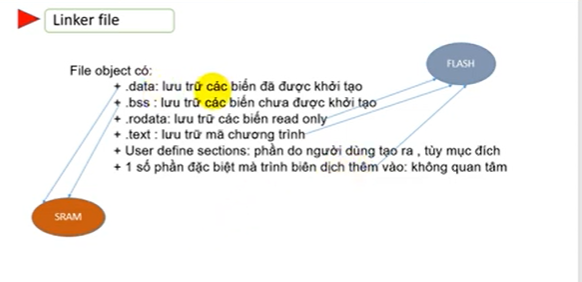 Linker file
FLASH
File object có:
+ .data: lưu trữ các biến đã được khởi tạo
+ .bss : lưu trữ các biến chưa được khởi tạo
+ .rodata: lưu trữ các biến read only
+ .text : lưu trữ mã chương trình
+ User define sections: phần do người dùng tạo ra , tùy mục đích
+ 1 số phần đặc biệt mà trình biên dịch thêm vào: không quan tâm
SRAM